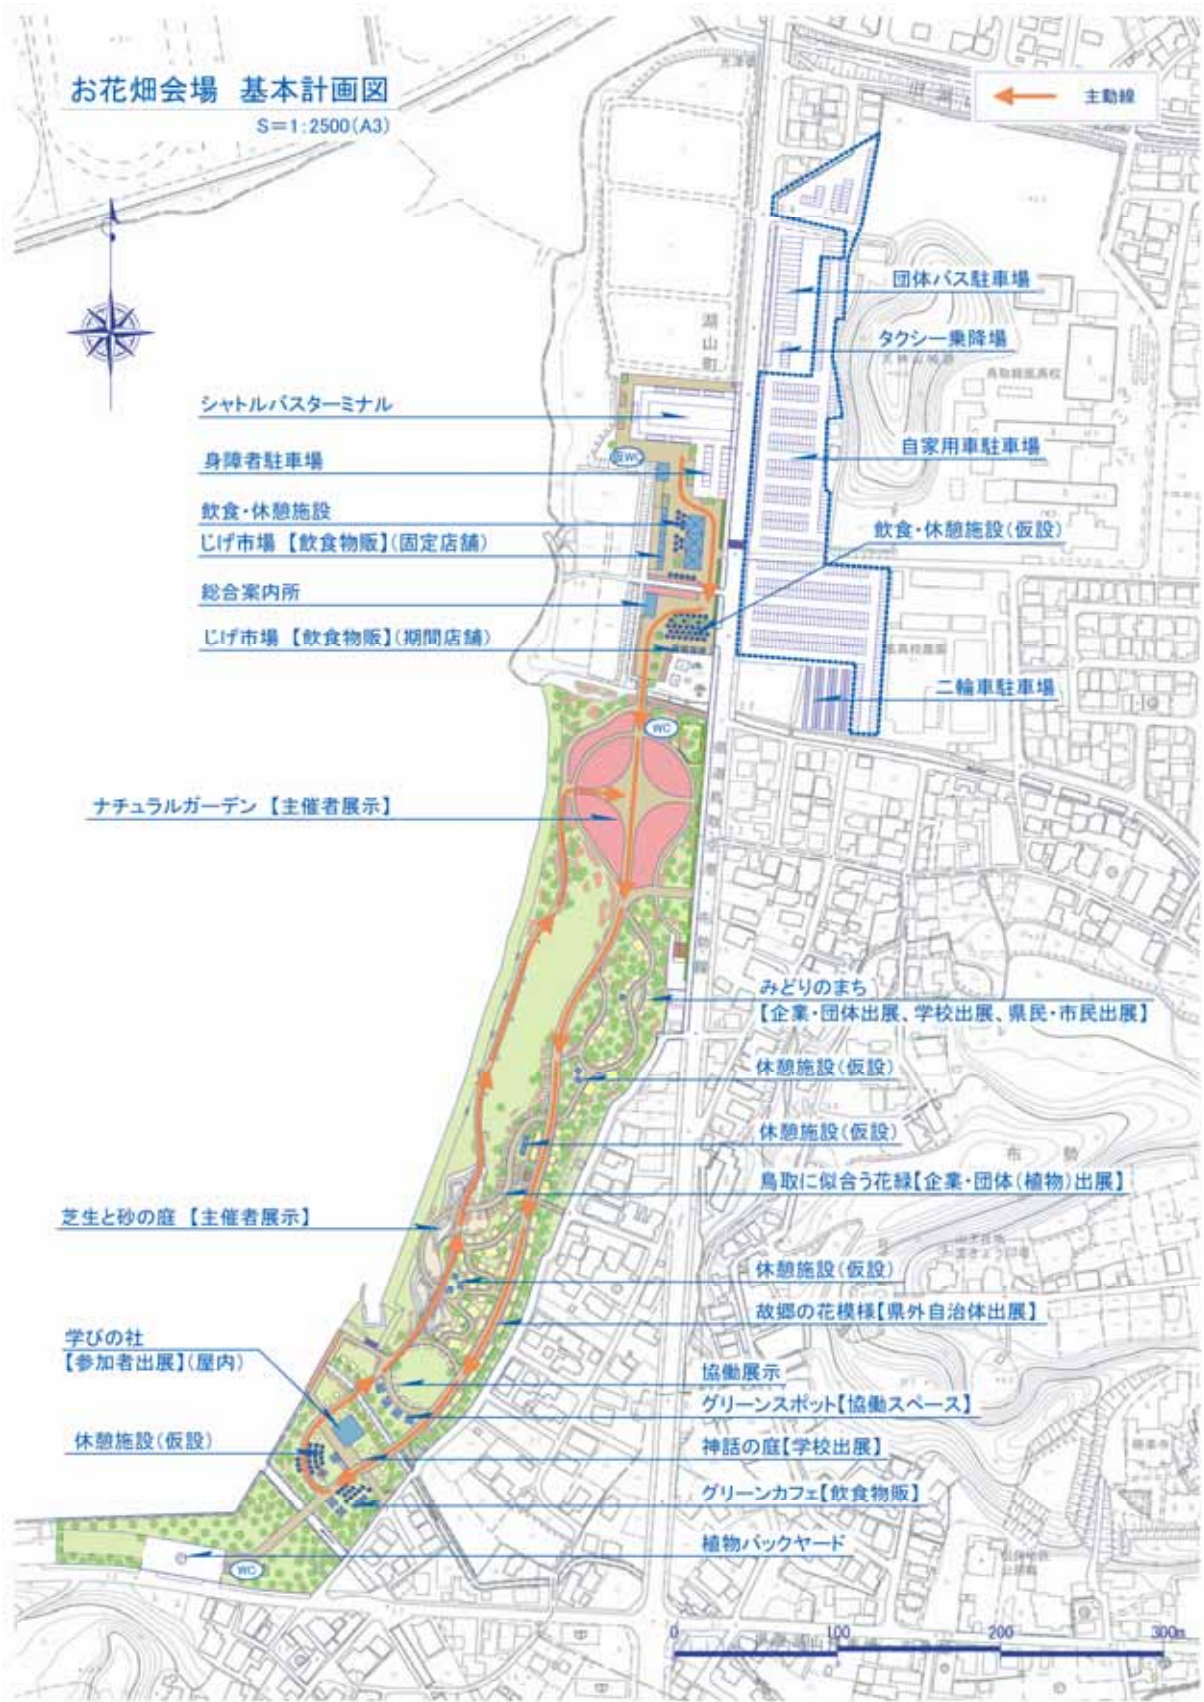 お花畑会場 基本計画図
S=1:2500(A3)
主動線
団体バス駐車場
タクシー乗降場
湖山町
シャトルバスターミナル
自家用車駐車場
身障者駐車場
WC
飲食・休憩施設
飲食・休憩施設(仮設)
じげ市場 【飲食物販】(固定店舗)
総合案内所
じげ市場 【飲食物販】(期間店舗)
二輪車駐車場
WC
ナチュラルガーデン 【主催者展示】
みどりのまち
【企業・団体出展、学校出展、県民・市民出展】
休憩施設(仮設)
休憩施設(仮設)
布勢
鳥取に似合う花緑【企業・団体(植物)出展】
芝生と砂の庭 【主催者展示】
休憩施設(仮設)
故郷の花模様【県外自治体出展】
学びの社
【参加者出展】(屋内)
協働展示
グリーンスポット【協働スペース】
休憩施設(仮設)
神話の庭【学校出展】
グリーンカフェ【飲食物販】
植物バックヤード
WC
0 100 200 300m